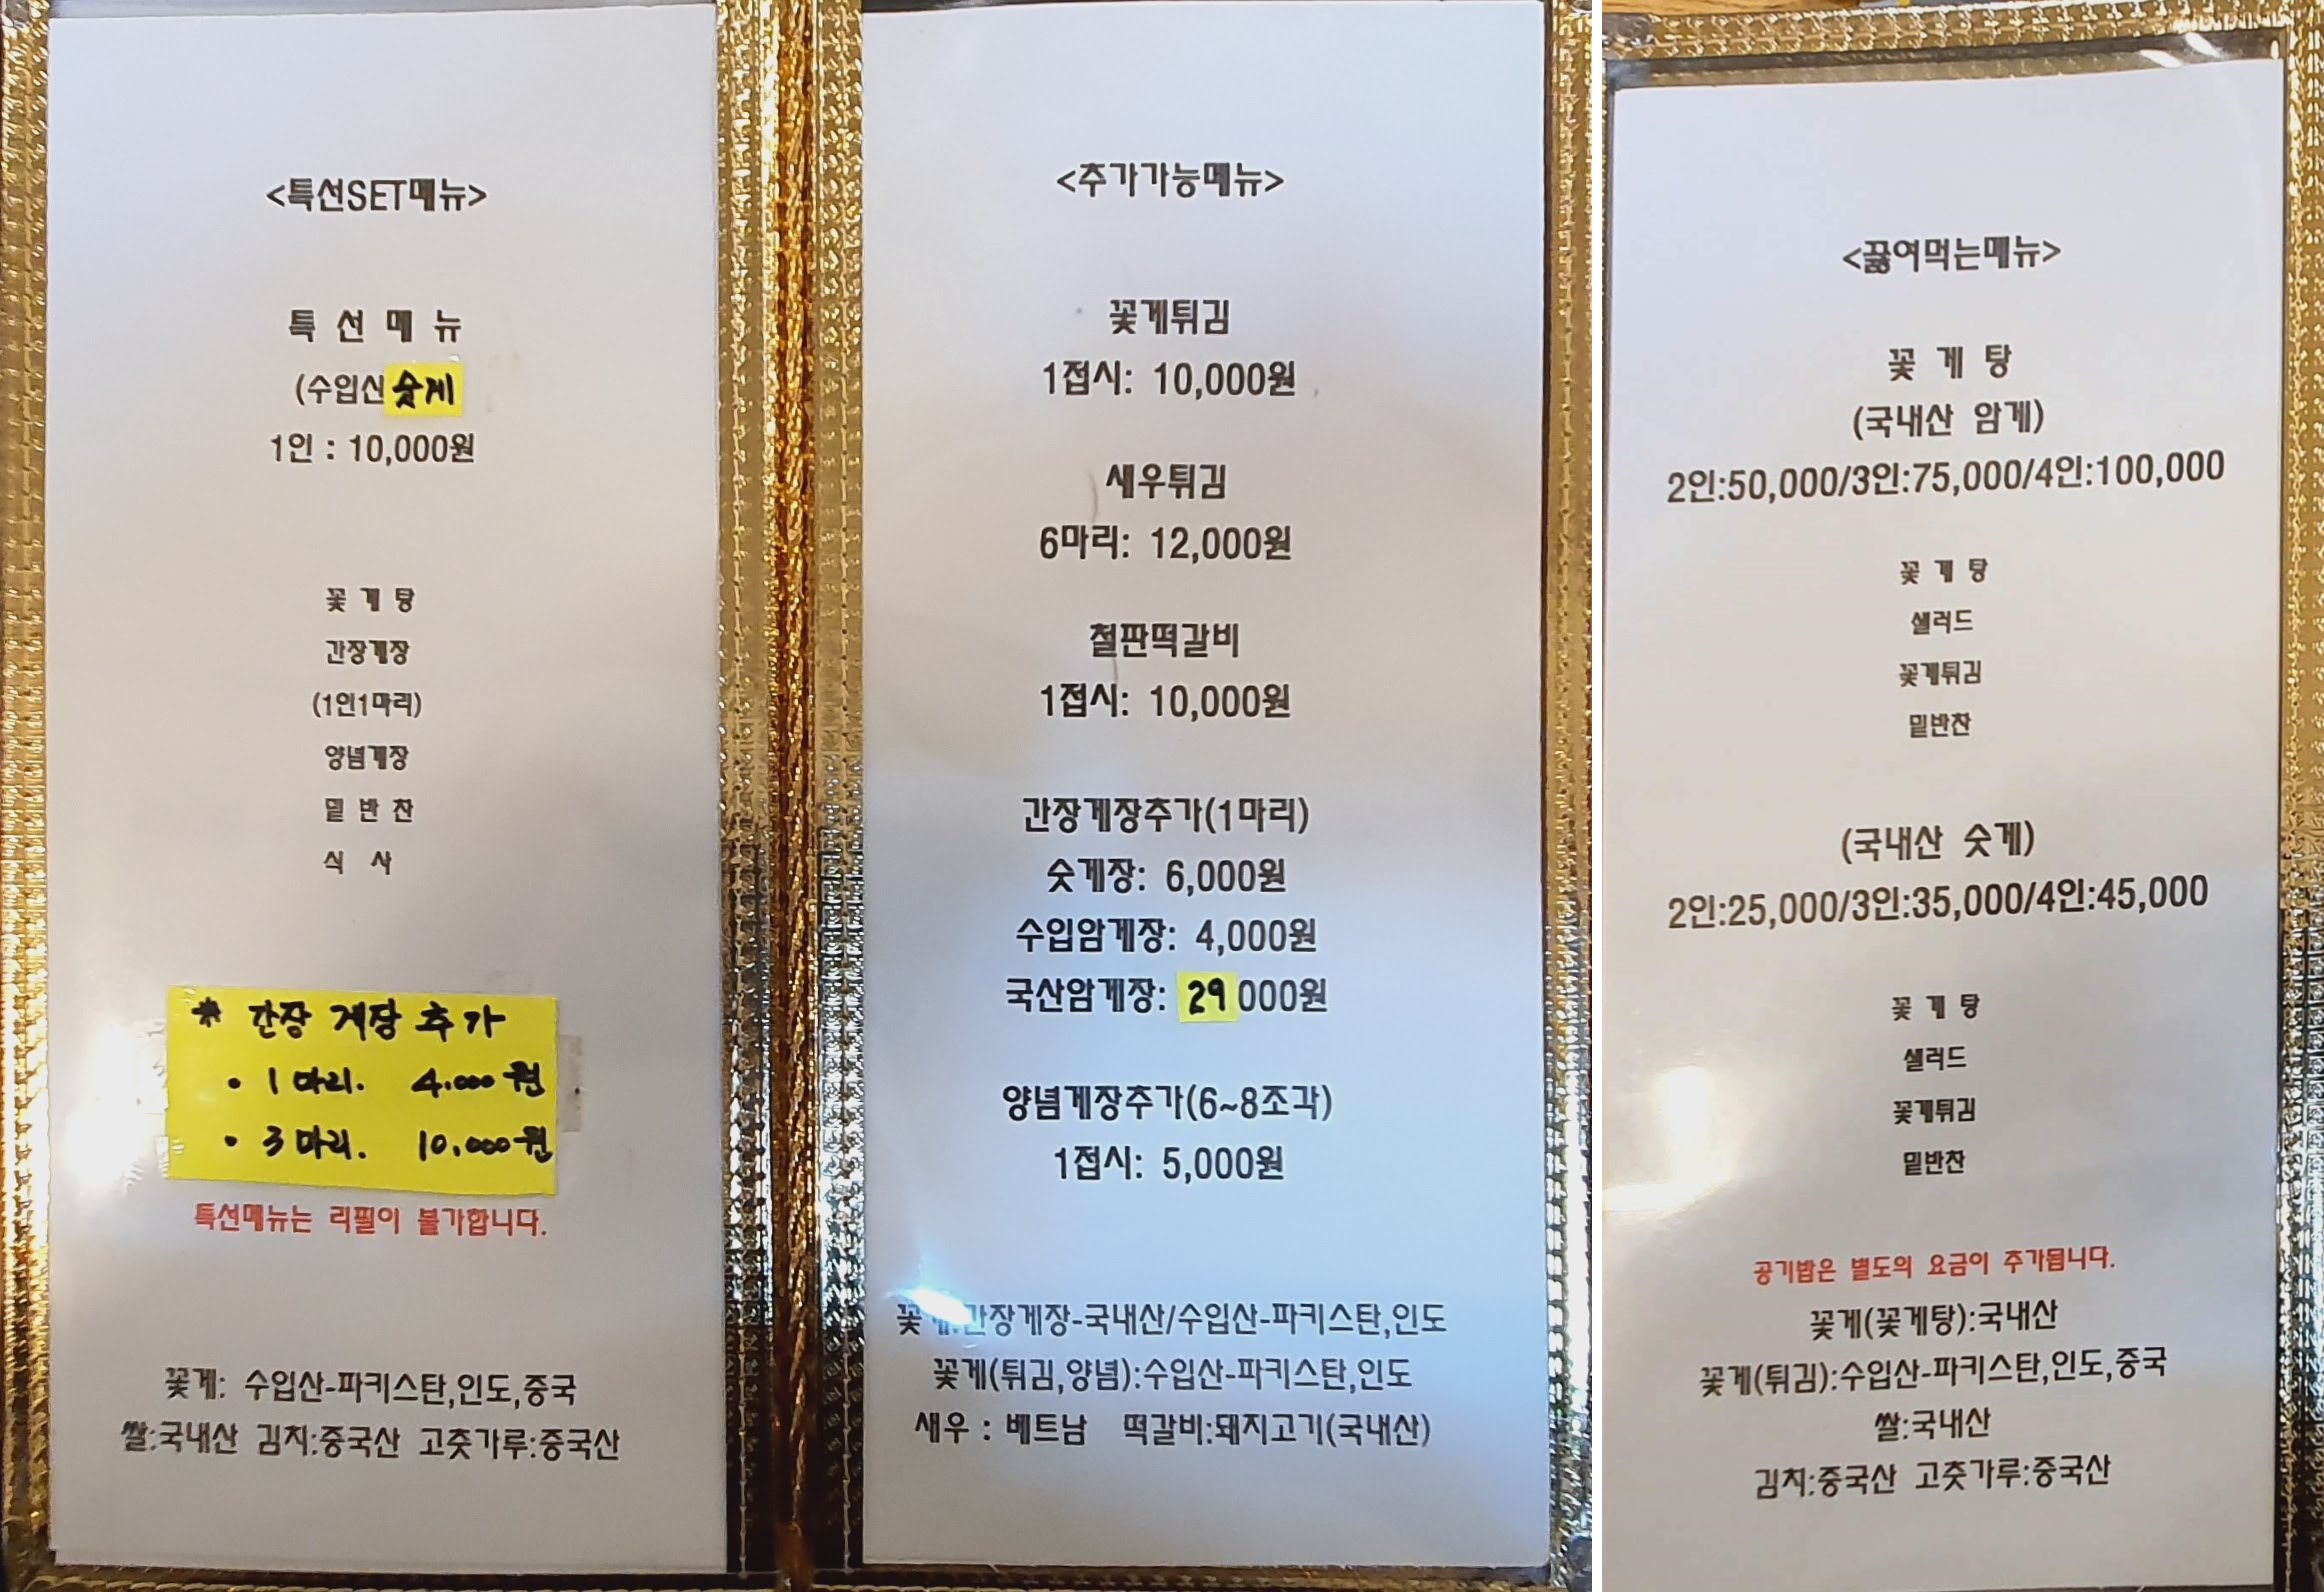 <특선SET메뉴>
특 선 메 뉴
(수입산 숫게
1인 : 10,000원
꽃 게 탕
간장게장
(1인1마리)
양념게장
밑 반 찬
식 사
* 간장 게장 추가
• 1 마리. 4.000원
• 3 마리. 10.000원
특선메뉴는 리필이 불가합니다.
꽃게: 수입산-파키스탄,인도,중국
쌀:국내산 김치:중국산 고춧가루:중국산
<추가가능메뉴>
꽃게튀김
1접시: 10,000원
새우튀김
6마리: 12,000원
철판떡갈비
1접시: 10,000원
간장게장추가(1마리)
숫게장: 6,000원
수입암게장: 4,000원
국산암게장: 29 000원
양념게장추가(6~8조각)
1접시: 5,000원
꽃게:간장게장-국내산/수입산-파키스탄,인도
꽃게(튀김,양념):수입산-파키스탄,인도
새우 : 베트남 떡갈비:돼지고기(국내산)
<끓여먹는메뉴>
꽃 게 탕
(국내산 암게)
2인:50,000/3인:75,000/4인:100,000
꽃 게 탕
샐러드
꽃게튀김
밑반찬
(국내산 숫게)
2인:25,000/3인:35,000/4인:45,000
꽃 게 탕
샐러드
꽃게튀김
밑반찬
공기밥은 별도의 요금이 추가됩니다.
꽃게(꽃게탕):국내산
꽃게(튀김):수입산-파키스탄,인도,중국
쌀:국내산
김치:중국산 고춧가루:중국산